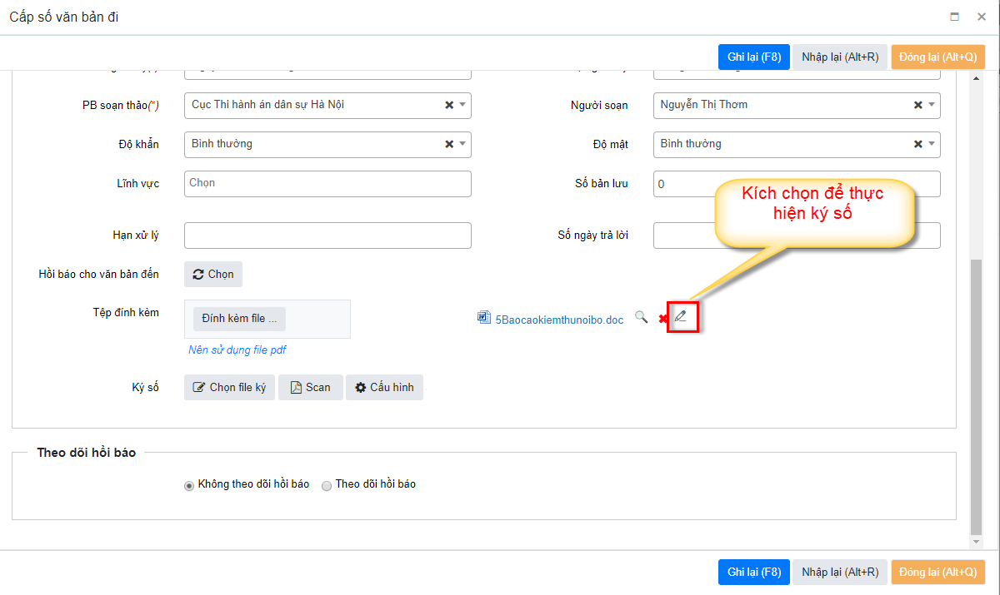 Cấp số văn bản đi
Ghi lại (F8) Nhập lại (Alt+R) Đóng lại (Alt+Q)
PB soạn thảo(*) Cục Thi hành án dân sự Hà Nội Người soạn Nguyễn Thị Thơm
Độ khẩn Bình thường Độ mật Bình thường
Lĩnh vực Chọn Số bản lưu 0
Kích chọn để thực
hiện ký số
Hạn xử lý Số ngày trả lời
Hồi báo cho văn bản đến Chọn
Tệp đính kèm Đính kèm file ... 5Baocaokiemthunoibo.doc
Nên sử dụng file pdf
Ký số Chọn file ký Scan Cấu hình
Theo dõi hồi báo
Không theo dõi hồi báo Theo dõi hồi báo
Ghi lại (F8) Nhập lại (Alt+R) Đóng lại (Alt+Q)